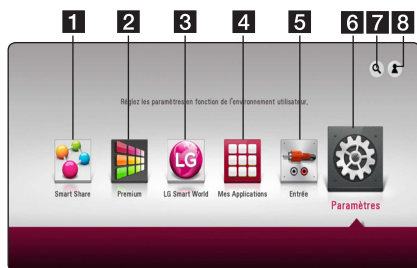 1 2 3 4 5 6 7 8
Réglez les paramètres en fonction de l'environnement utilisateur.
LG
Smart Share Premium LG Smart World Mes Applications Entrée
Paramètres